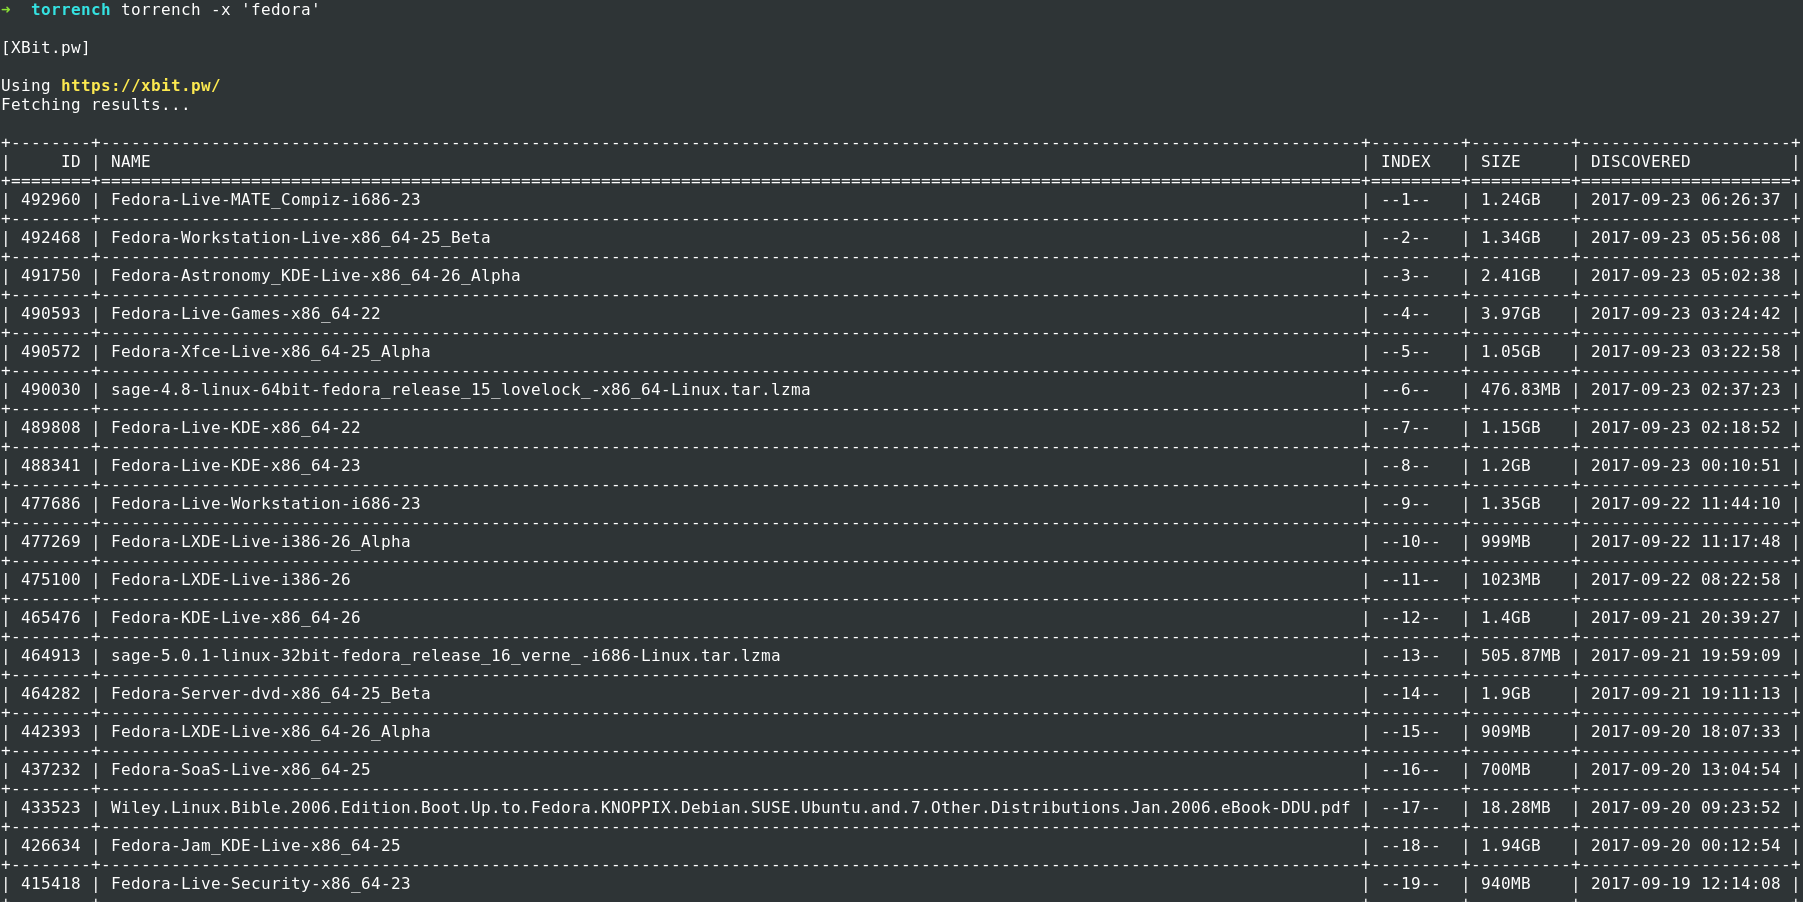 ➜  torrench torrench -x 'fedora'
[XBit.pw]
Using https://xbit.pw/
Fetching results...
| ID | NAME | INDEX | SIZE | DISCOVERED |
| 492960 | Fedora-Live-MATE_Compiz-i686-23 | --1-- | 1.24GB | 2017-09-23 06:26:37 |
| 492468 | Fedora-Workstation-Live-x86_64-25_Beta | --2-- | 1.34GB | 2017-09-23 05:56:08 |
| 491750 | Fedora-Astronomy_KDE-Live-x86_64-26_Alpha | --3-- | 2.41GB | 2017-09-23 05:02:38 |
| 490593 | Fedora-Live-Games-x86_64-22 | --4-- | 3.97GB | 2017-09-23 03:24:42 |
| 490572 | Fedora-Xfce-Live-x86_64-25_Alpha | --5-- | 1.05GB | 2017-09-23 03:22:58 |
| 490030 | sage-4.8-linux-64bit-fedora_release_15_lovelock_-x86_64-Linux.tar.lzma | --6-- | 476.83MB | 2017-09-23 02:37:23 |
| 489808 | Fedora-Live-KDE-x86_64-22 | --7-- | 1.15GB | 2017-09-23 02:18:52 |
| 488341 | Fedora-Live-KDE-x86_64-23 | --8-- | 1.2GB | 2017-09-23 00:10:51 |
| 477686 | Fedora-Live-Workstation-i686-23 | --9-- | 1.35GB | 2017-09-22 11:44:10 |
| 477269 | Fedora-LXDE-Live-i386-26_Alpha | --10-- | 999MB | 2017-09-22 11:17:48 |
| 475100 | Fedora-LXDE-Live-i386-26 | --11-- | 1023MB | 2017-09-22 08:22:58 |
| 465476 | Fedora-KDE-Live-x86_64-26 | --12-- | 1.4GB | 2017-09-21 20:39:27 |
| 464913 | sage-5.0.1-linux-32bit-fedora_release_16_verne_-i686-Linux.tar.lzma | --13-- | 505.87MB | 2017-09-21 19:59:09 |
| 464282 | Fedora-Server-dvd-x86_64-25_Beta | --14-- | 1.9GB | 2017-09-21 19:11:13 |
| 442393 | Fedora-LXDE-Live-x86_64-26_Alpha | --15-- | 909MB | 2017-09-20 18:07:33 |
| 437232 | Fedora-SoaS-Live-x86_64-25 | --16-- | 700MB | 2017-09-20 13:04:54 |
| 433523 | Wiley.Linux.Bible.2006.Edition.Boot.Up.to.Fedora.KNOPPIX.Debian.SUSE.Ubuntu.and.7.Other.Distributions.Jan.2006.eBook-DDU.pdf | --17-- | 18.28MB | 2017-09-20 09:23:52 |
| 426634 | Fedora-Jam_KDE-Live-x86_64-25 | --18-- | 1.94GB | 2017-09-20 00:12:54 |
| 415418 | Fedora-Live-Security-x86_64-23 | --19-- | 940MB | 2017-09-19 12:14:08 |